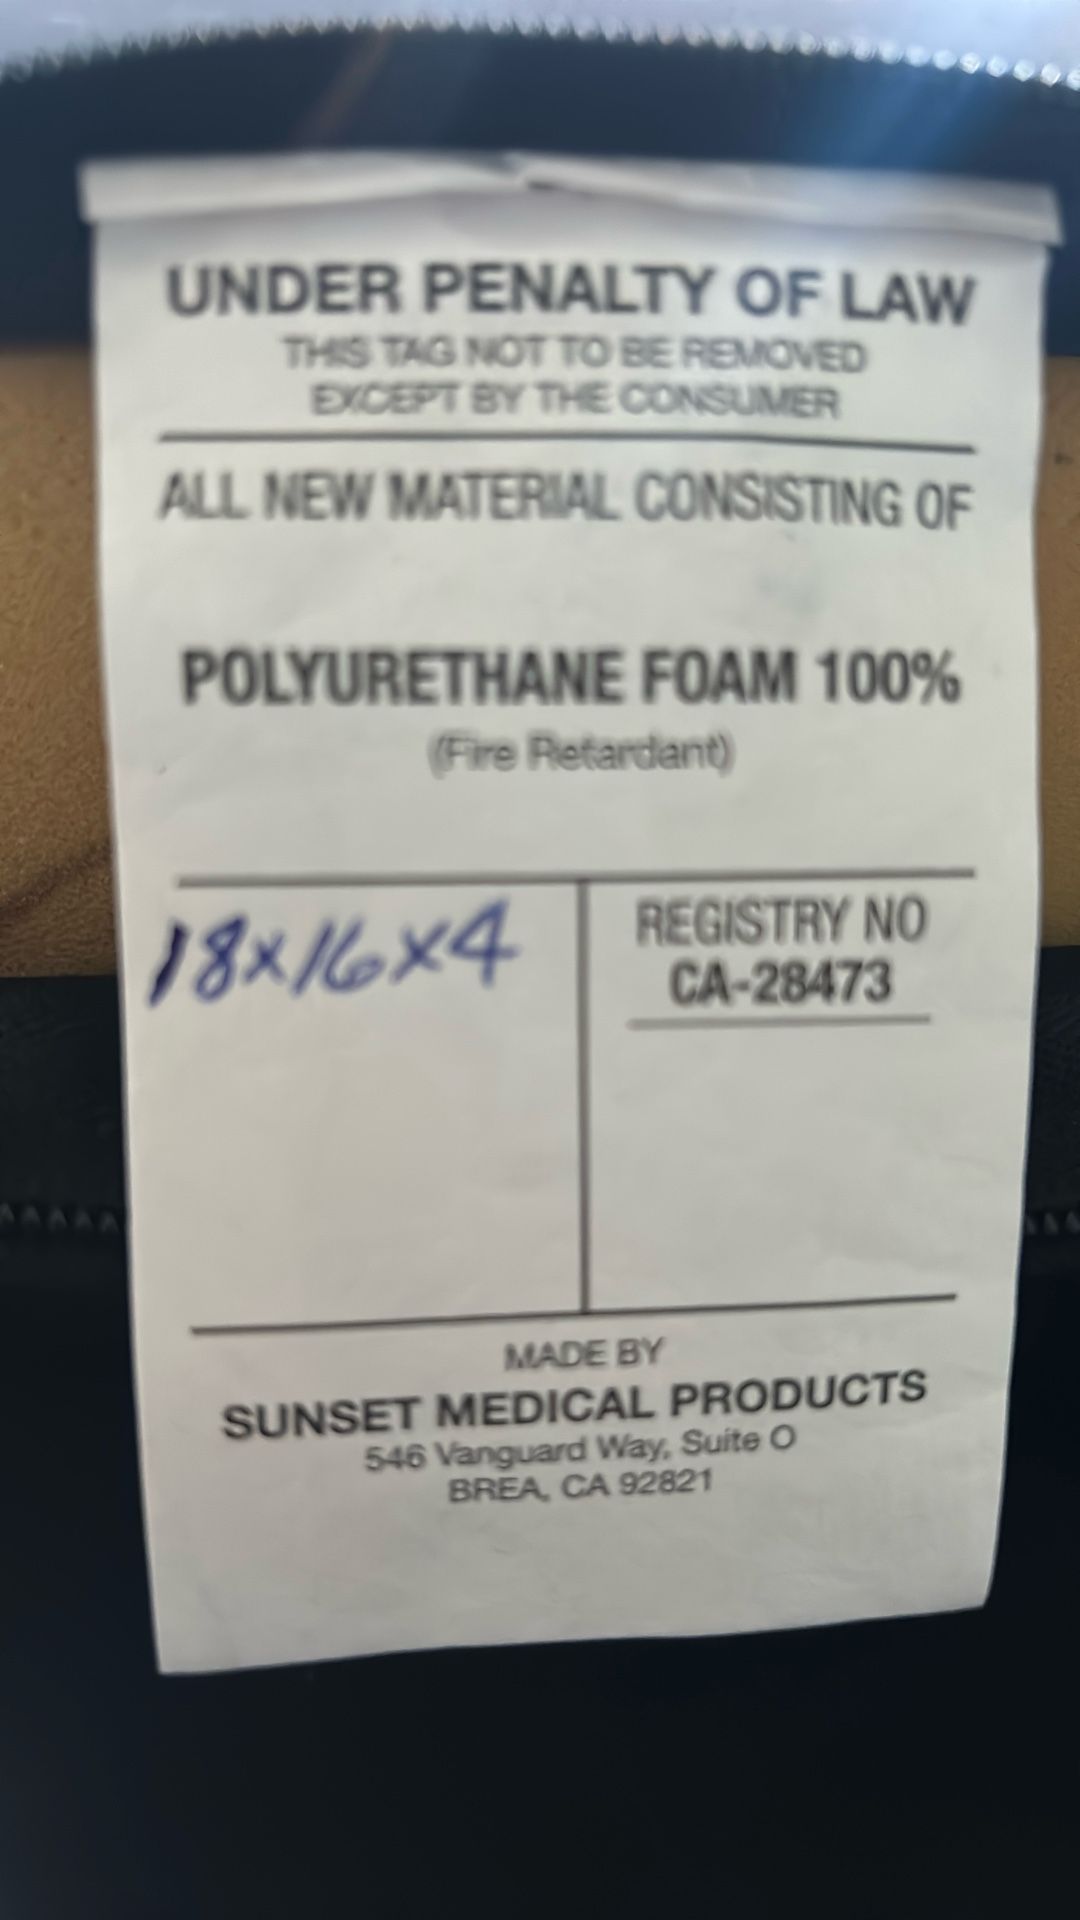 UNDER PENALTY OF LAW
THIS TAG NOT TO BE REMOVED
EXCEPT BY THE CONSUMER
ALL NEW MATERIAL CONSISTING OF
POLYURETHANE FOAM 100%
(Fire Retardant)
18x16x4
REGISTRY NO
CA-28473
MADE BY
SUNSET MEDICAL PRODUCTS
546 Vanguard Way, Suite O
BREA, CA 92821